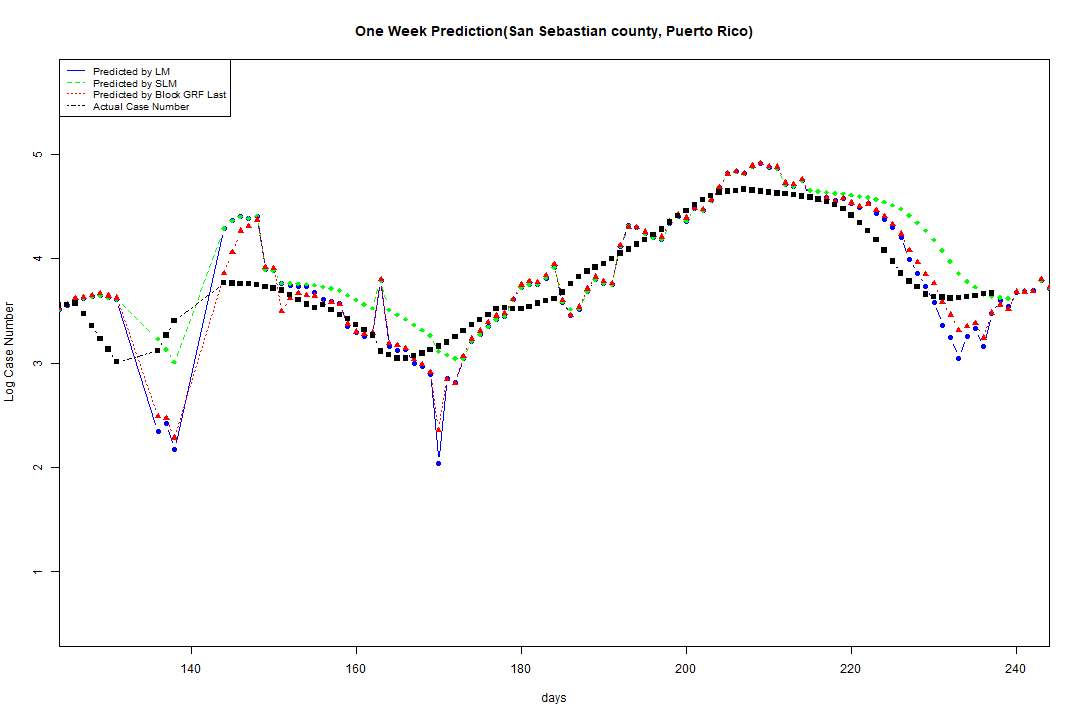 One Week Prediction(San Sebastian county, Puerto Rico)
Predicted by LM
Predicted by SLM
Predicted by Block GRF Last
Actual Case Number
Log Case Number
5
4
3
2
1
140 160 180 200 220 240
days